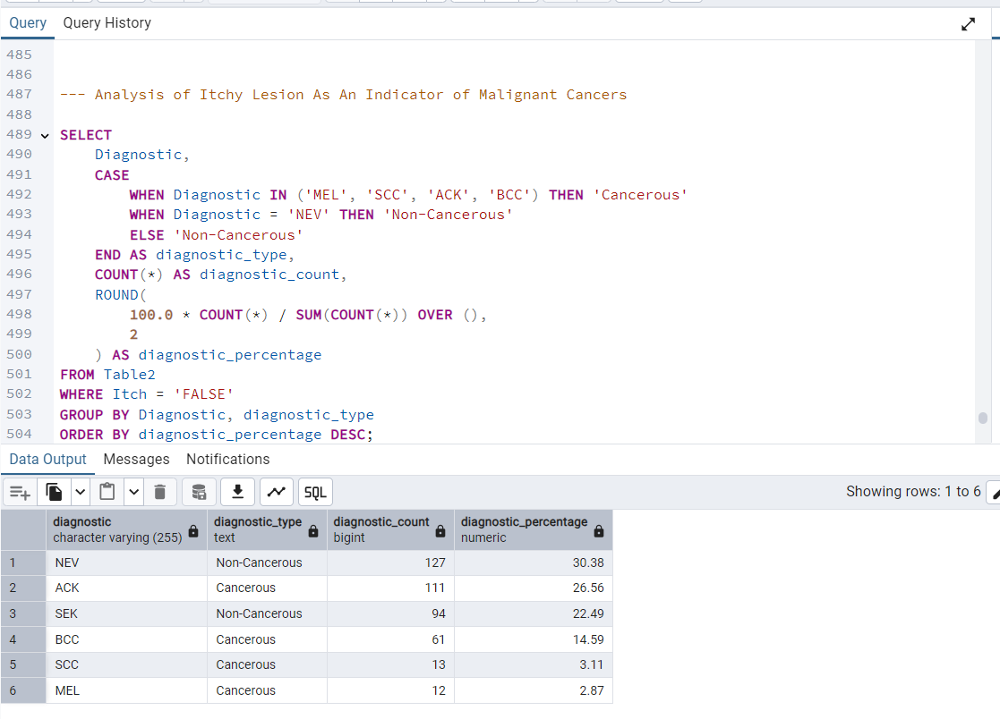 Query Query History
485
486
487 --- Analysis of Itchy Lesion As An Indicator of Malignant Cancers
488
489 SELECT
490 Diagnostic,
491 CASE
492 WHEN Diagnostic IN ('MEL', 'SCC', 'ACK', 'BCC') THEN 'Cancerous'
493 WHEN Diagnostic = 'NEV' THEN 'Non-Cancerous'
494 ELSE 'Non-Cancerous'
495 END AS diagnostic_type,
496 COUNT(*) AS diagnostic_count,
497 ROUND(
498 100.0 * COUNT(*) / SUM(COUNT(*)) OVER (),
499 2
500 ) AS diagnostic_percentage
501 FROM Table2
502 WHERE Itch = 'FALSE'
503 GROUP BY Diagnostic, diagnostic_type
504 ORDER BY diagnostic_percentage DESC;
Data Output Messages Notifications
SQL Showing rows: 1 to 6
diagnostic diagnostic_type diagnostic_count diagnostic_percentage
character varying (255) text bigint numeric
1 NEV Non-Cancerous 127 30.38
2 ACK Cancerous 111 26.56
3 SEK Non-Cancerous 94 22.49
4 BCC Cancerous 61 14.59
5 SCC Cancerous 13 3.11
6 MEL Cancerous 12 2.87